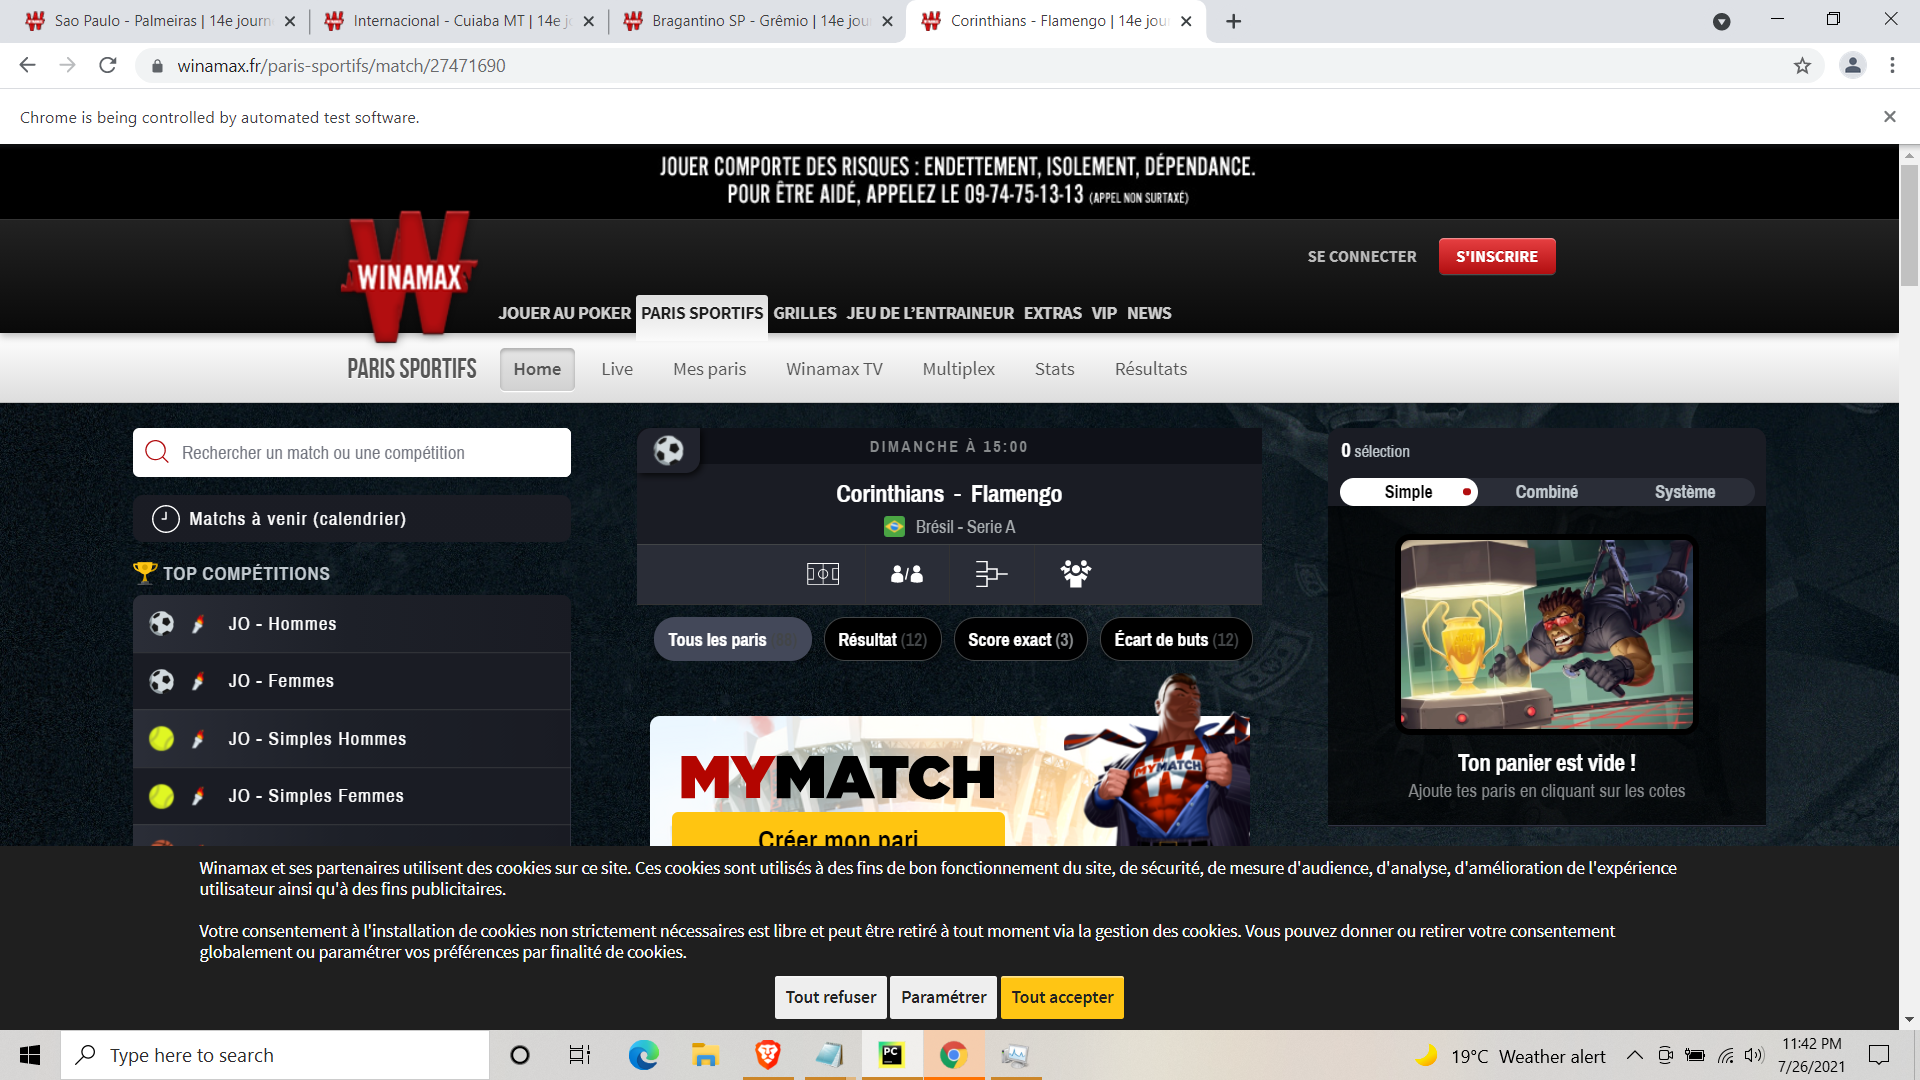 Sao Paulo - Palmeiras | 14e journ
Internacional - Cuiaba MT | 14e j
Bragantino SP - Grêmio | 14e jou
Corinthians - Flamengo | 14e jou
winamax.fr/paris-sportifs/match/27471690
Chrome is being controlled by automated test software.
JOUER COMPORTE DES RISQUES : ENDETTEMENT, ISOLEMENT, DÉPENDANCE.
POUR ÊTRE AIDÉ, APPELEZ LE 09-74-75-13-13 (APPEL NON SURTAXÉ)
WINAMAX
SE CONNECTER
S'INSCRIRE
JOUER AU POKER PARIS SPORTIFS GRILLES JEU DE L'ENTRAINEUR EXTRAS VIP NEWS
PARIS SPORTIFS
Home Live Mes paris Winamax TV Multiplex Stats Résultats
Rechercher un match ou une compétition
Matchs à venir (calendrier)
TOP COMPÉTITIONS
JO - Hommes
JO - Femmes
JO - Simples Hommes
JO - Simples Femmes
DIMANCHE À 15:00
Corinthians - Flamengo
Brésil - Serie A
Tous les paris
Résultat (12)
Score exact (3)
Écart de buts (12)
MYMATCH
MYMATCH
Créer mon pari
0 sélection
Simple
Combiné
Système
Ton panier est vide !
Ajoute tes paris en cliquant sur les cotes
Winamax et ses partenaires utilisent des cookies sur ce site. Ces cookies sont utilisés à des fins de bon fonctionnement du site, de sécurité, de mesure d'audience, d'analyse, d'amélioration de l'expérience
utilisateur ainsi qu'à des fins publicitaires.
Votre consentement à l'installation de cookies non strictement nécessaires est libre et peut être retiré à tout moment via la gestion des cookies. Vous pouvez donner ou retirer votre consentement
globalement ou paramétrer vos préférences par finalité de cookies.
Tout refuser
Paramétrer
Tout accepter
Type here to search
PC
19°C Weather alert
11:42 PM
7/26/2021